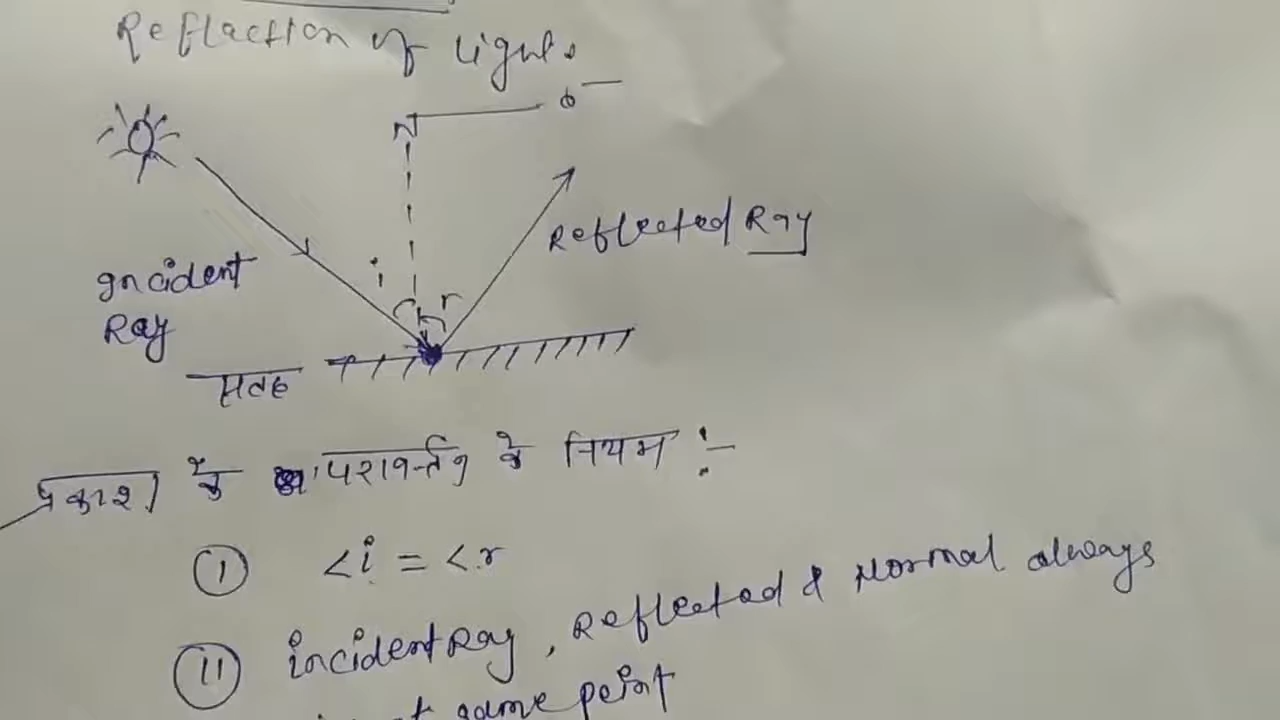 Reflaction of Light
N
Reflected Ray
i
r
Incident
Ray
सतह
प्रकाश के परावर्तन के नियम :-
(I) <i = <r
(II) incident Ray, Reflected & Normal always
same point